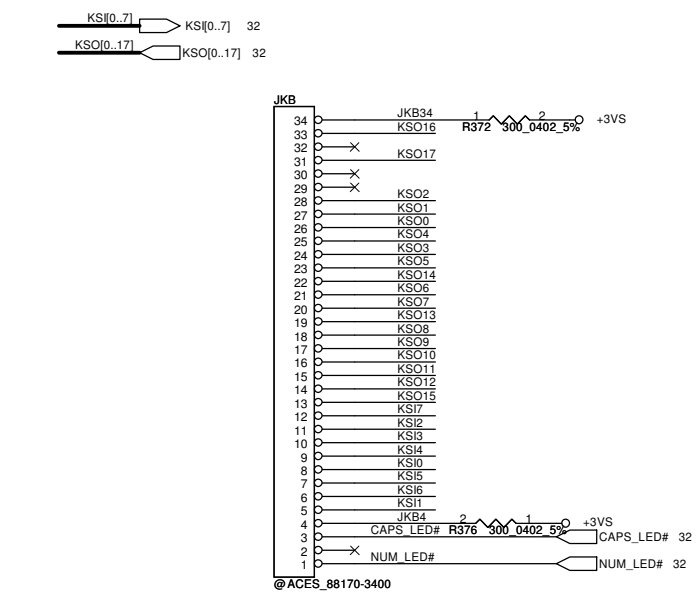 KSI[0..7] KSI[0..7] 32
KSO[0..17] KSO[0..17] 32
JKB
34 JKB34 1 2 +3VS
33 KSO16 R372 300_0402_5%
32
31 KSO17
30
29
28 KSO2
27 KSO1
26 KSO0
25 KSO4
24 KSO3
23 KSO5
22 KSO14
21 KSO6
20 KSO7
19 KSO13
18 KSO8
17 KSO9
16 KSO10
15 KSO11
14 KSO12
13 KSO15
12 KSI7
11 KSI2
10 KSI3
9 KSI4
8 KSI0
7 KSI5
6 KSI6
5 KSI1
4 JKB4 2 1 +3VS
3 CAPS_LED# R376 300_0402_5% CAPS_LED# 32
2
1 NUM_LED# NUM_LED# 32
@ACES_88170-3400